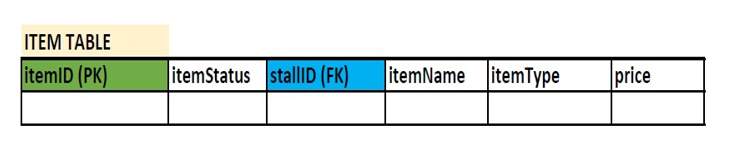 ITEM TABLE
itemID (PK) itemStatus stallID (FK) itemName itemType price